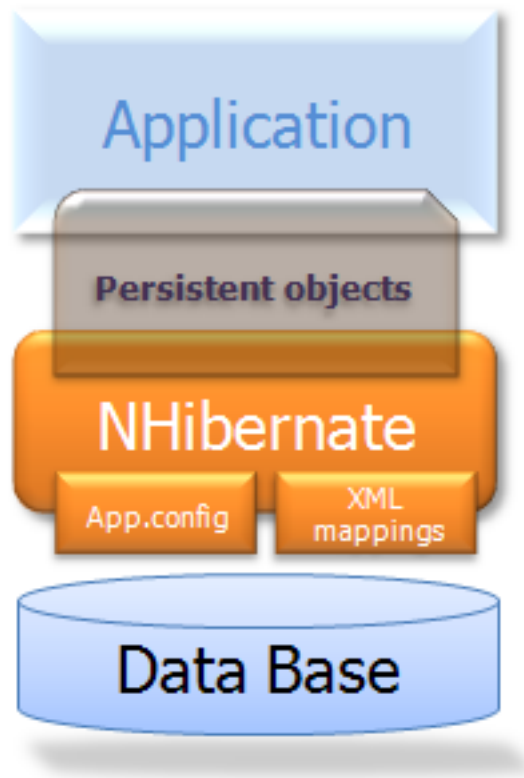 Application
Persistent objects
NHibernate
App.config
XML
mappings
Data Base